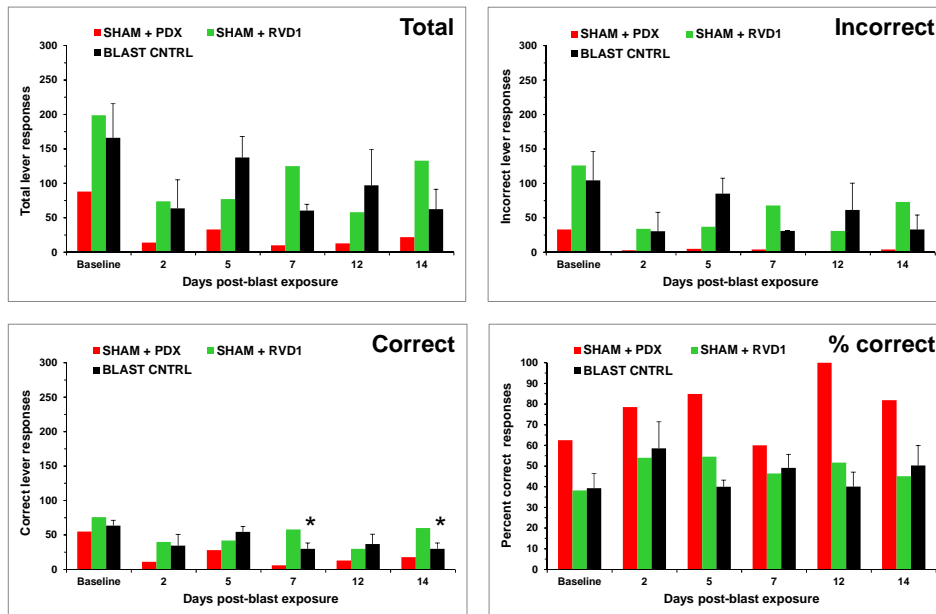 Total
SHAM + PDX SHAM + RVD1
BLAST CNTRL
Total lever responses
300
250
200
150
100
50
0
Baseline 2 5 7 12 14
Days post-blast exposure
Incorrect
SHAM + PDX SHAM + RVD1
BLAST CNTRL
Incorrect lever responses
300
250
200
150
100
50
0
Baseline 2 5 7 12 14
Days post-blast exposure
Correct
SHAM + PDX SHAM + RVD1
BLAST CNTRL
Correct lever responses
300
250
200
150
100
50
0
* *
Baseline 2 5 7 12 14
Days post-blast exposure
% correct
SHAM + PDX SHAM + RVD1
BLAST CNTRL
Percent correct responses
100
90
80
70
60
50
40
30
20
10
0
Baseline 2 5 7 12 14
Days post-blast exposure